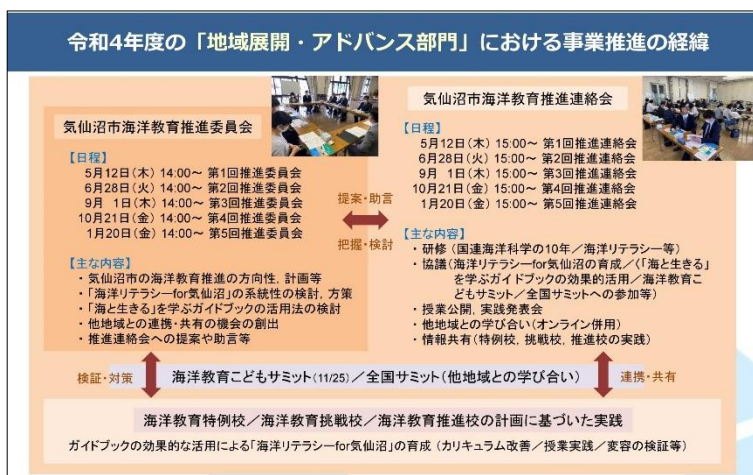 令和4年度の「地域展開・アドバンス部門」における事業推進の経緯
気仙沼市海洋教育推進委員会
【日程】
5月12日(木) 14:00～ 第1回推進委員会
6月28日(火) 14:00～ 第2回推進委員会
9月 1日(木) 14:00～ 第3回推進委員会
10月21日(金) 14:00～ 第4回推進委員会
1月20日(金) 14:00～ 第5回推進委員会
【主な内容】
・気仙沼市の海洋教育推進の方向性、計画等
・「海洋リテラシーfor気仙沼」の系統性の検討、方策
・「海と生きる」を学ぶガイドブックの活用法の検討
・他地域との連携・共有の機会の創出
・推進連絡会への提案や助言等
提案・助言
把握・検討
気仙沼市海洋教育推進連絡会
【日程】
5月12日(木) 15:00～ 第1回推進連絡会
6月28日(火) 15:00～ 第2回推進連絡会
9月 1日(木) 15:00～ 第3回推進連絡会
10月21日(金) 15:00～ 第4回推進連絡会
1月20日(金) 15:00～ 第5回推進連絡会
【主な内容】
・研修(国連海洋科学の10年／海洋リテラシー等)
・協議(海洋リテラシーfor気仙沼の育成／(「海と生きる」
を学ぶガイドブックの効果的活用／海洋教育こ
どもサミット／全国サミットへの参加等)
・授業公開、実践発表会
・他地域との学び合い(オンライン併用)
・情報共有(特例校、挑戦校、推進校の実践)
検証・対策
海洋教育こどもサミット(11/25)／全国サミット(他地域との学び合い)
連携・共有
海洋教育特例校／海洋教育挑戦校／海洋教育推進校の計画に基づいた実践
ガイドブックの効果的な活用による「海洋リテラシーfor気仙沼」の育成(カリキュラム改善／授業実践／変容の検証等)